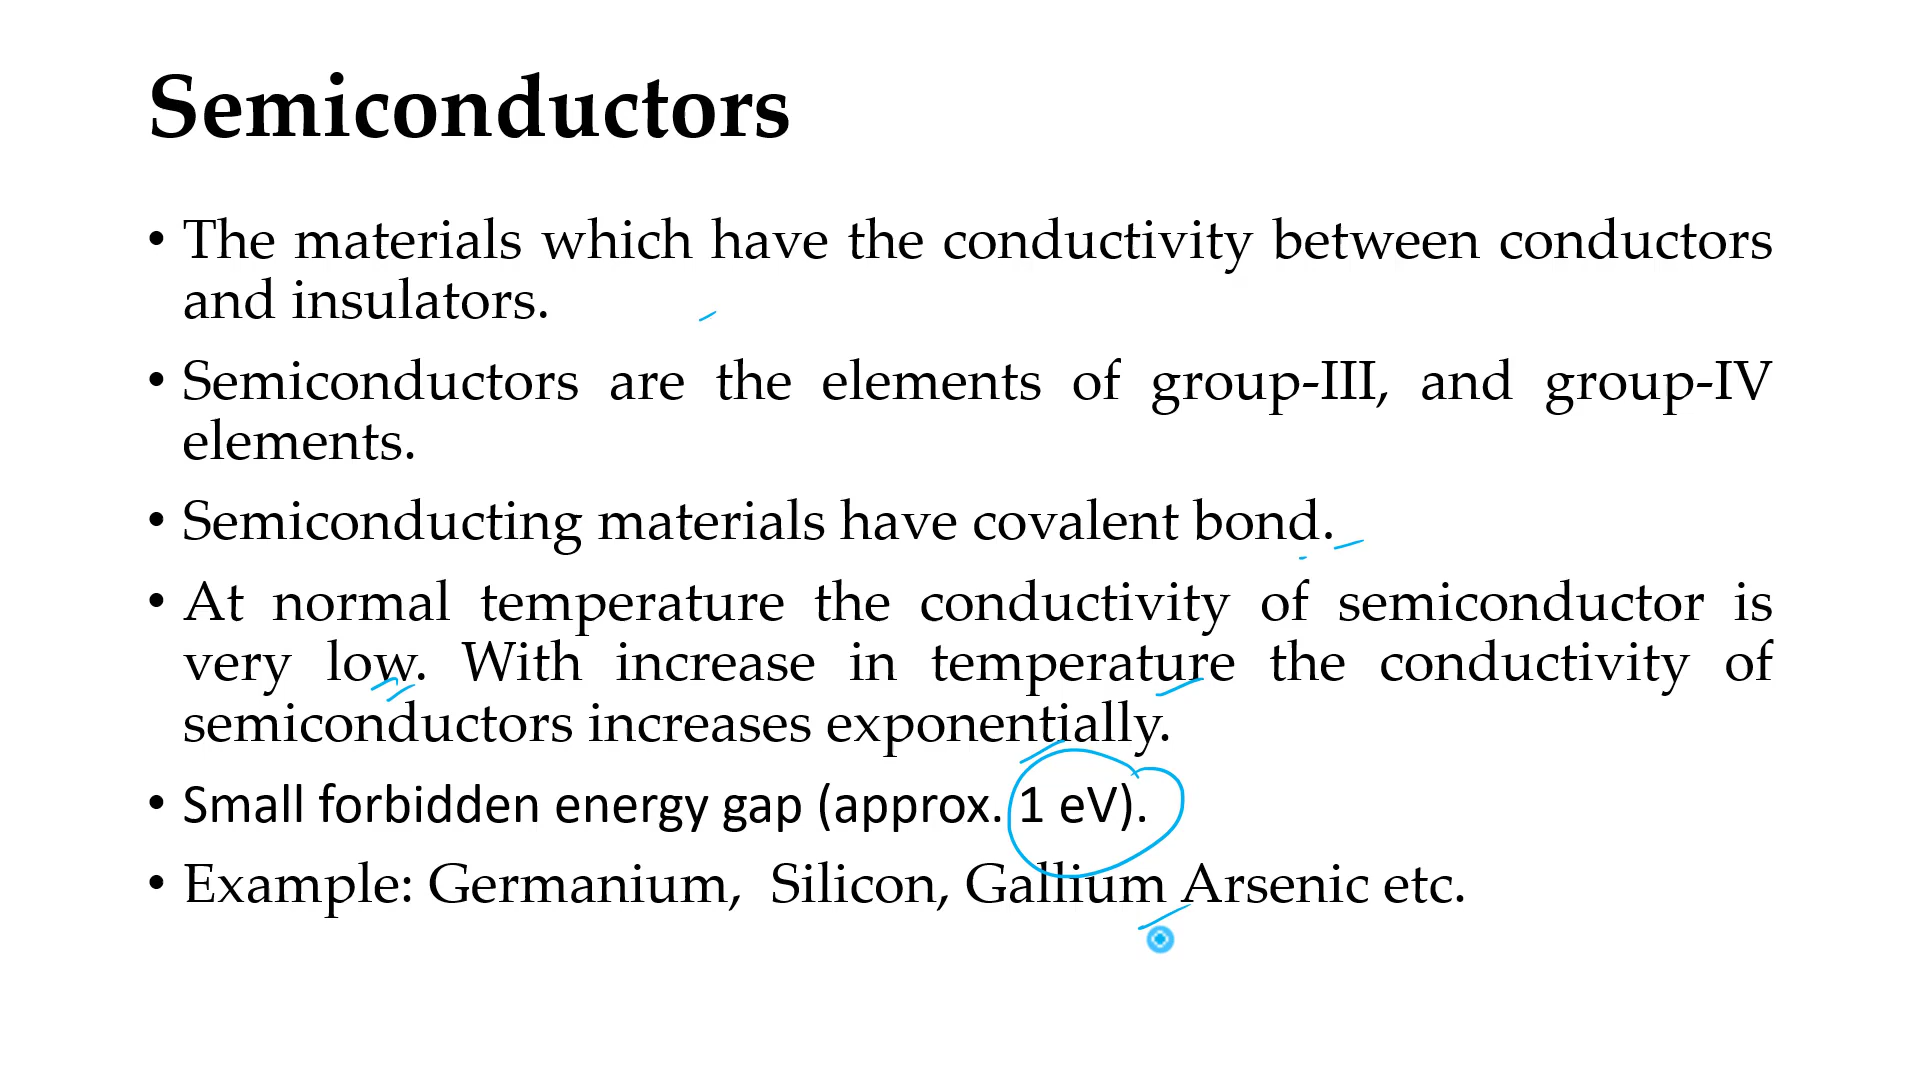 Semiconductors
• The materials which have the conductivity between conductors
and insulators.
• Semiconductors are the elements of group-III, and group-IV
elements.
• Semiconducting materials have covalent bond.
• At normal temperature the conductivity of semiconductor is
very low. With increase in temperature the conductivity of
semiconductors increases exponentially.
• Small forbidden energy gap (approx. 1 eV).
• Example: Germanium, Silicon, Gallium Arsenic etc.